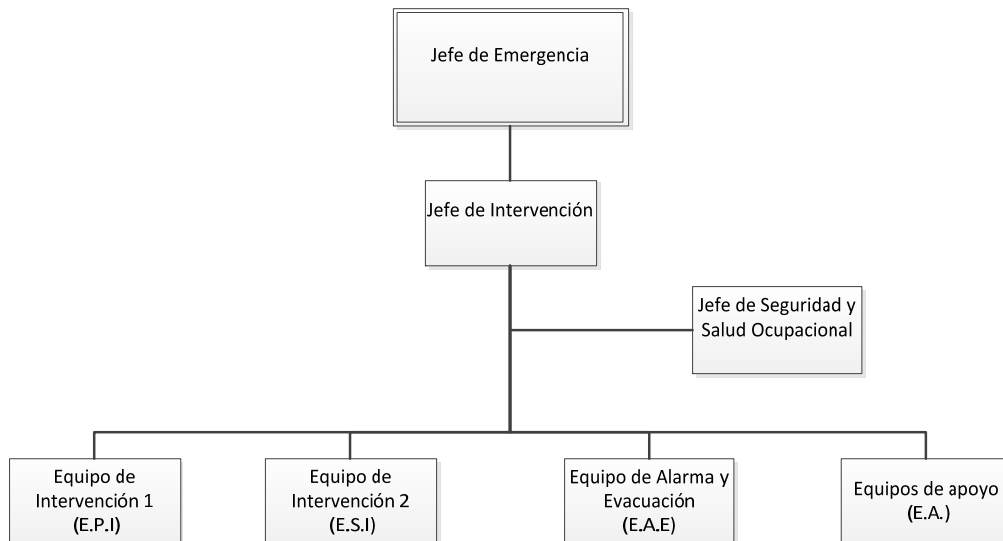 Jefe de Emergencia
Jefe de Intervención
Jefe de Seguridad y
Salud Ocupacional
Equipo de
Intervención 1
(E.P.I)
Equipo de
Intervención 2
(E.S.I)
Equipo de Alarma y
Evacuación
(E.A.E)
Equipos de apoyo
(E.A.)